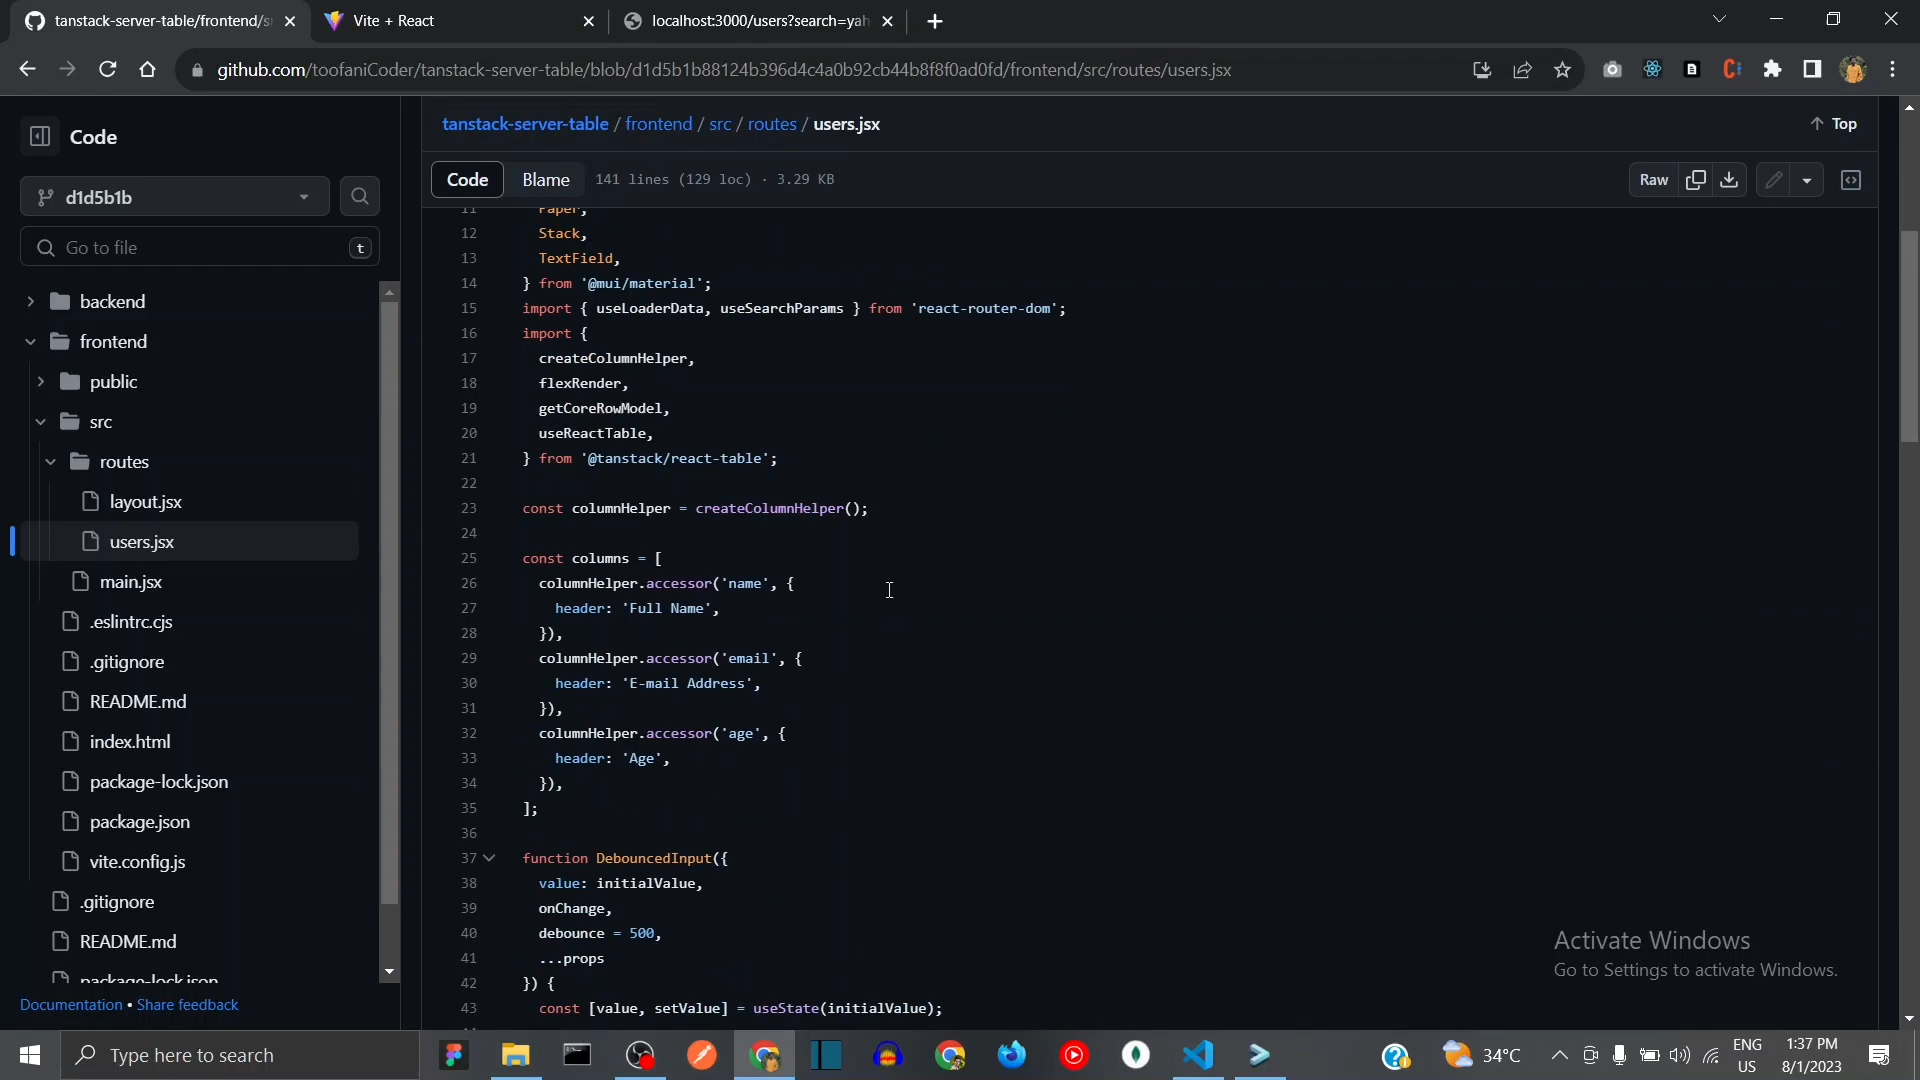 tanstack-server-table/frontend/s
Vite + React
localhost:3000/users?search=yah
github.com/toofaniCoder/tanstack-server-table/blob/d1d5b1b88124b396d4c4a0b92cb44b8f8f0ad0fd/frontend/src/routes/users.jsx
Code
d1d5b1b
Go to file
t
backend
frontend
public
src
routes
layout.jsx
users.jsx
main.jsx
.eslintrc.cjs
.gitignore
README.md
index.html
package-lock.json
package.json
vite.config.js
.gitignore
README.md
package-lock.json
Documentation • Share feedback
tanstack-server-table / frontend / src / routes / users.jsx
Top
Code Blame 141 lines (129 loc) · 3.29 KB
Raw
11 Paper,
12 Stack,
13 TextField,
14 } from '@mui/material';
15 import { useLoaderData, useSearchParams } from 'react-router-dom';
16 import {
17 createColumnHelper,
18 flexRender,
19 getCoreRowModel,
20 useReactTable,
21 } from '@tanstack/react-table';
22
23 const columnHelper = createColumnHelper();
24
25 const columns = [
26 columnHelper.accessor('name', {
27 header: 'Full Name',
28 }),
29 columnHelper.accessor('email', {
30 header: 'E-mail Address',
31 }),
32 columnHelper.accessor('age', {
33 header: 'Age',
34 }),
35 ];
36
37 function DebouncedInput({
38 value: initialValue,
39 onChange,
40 debounce = 500,
41 ...props
42 }) {
43 const [value, setValue] = useState(initialValue);
Activate Windows
Go to Settings to activate Windows.
Type here to search
34°C
ENG
US
1:37 PM
8/1/2023